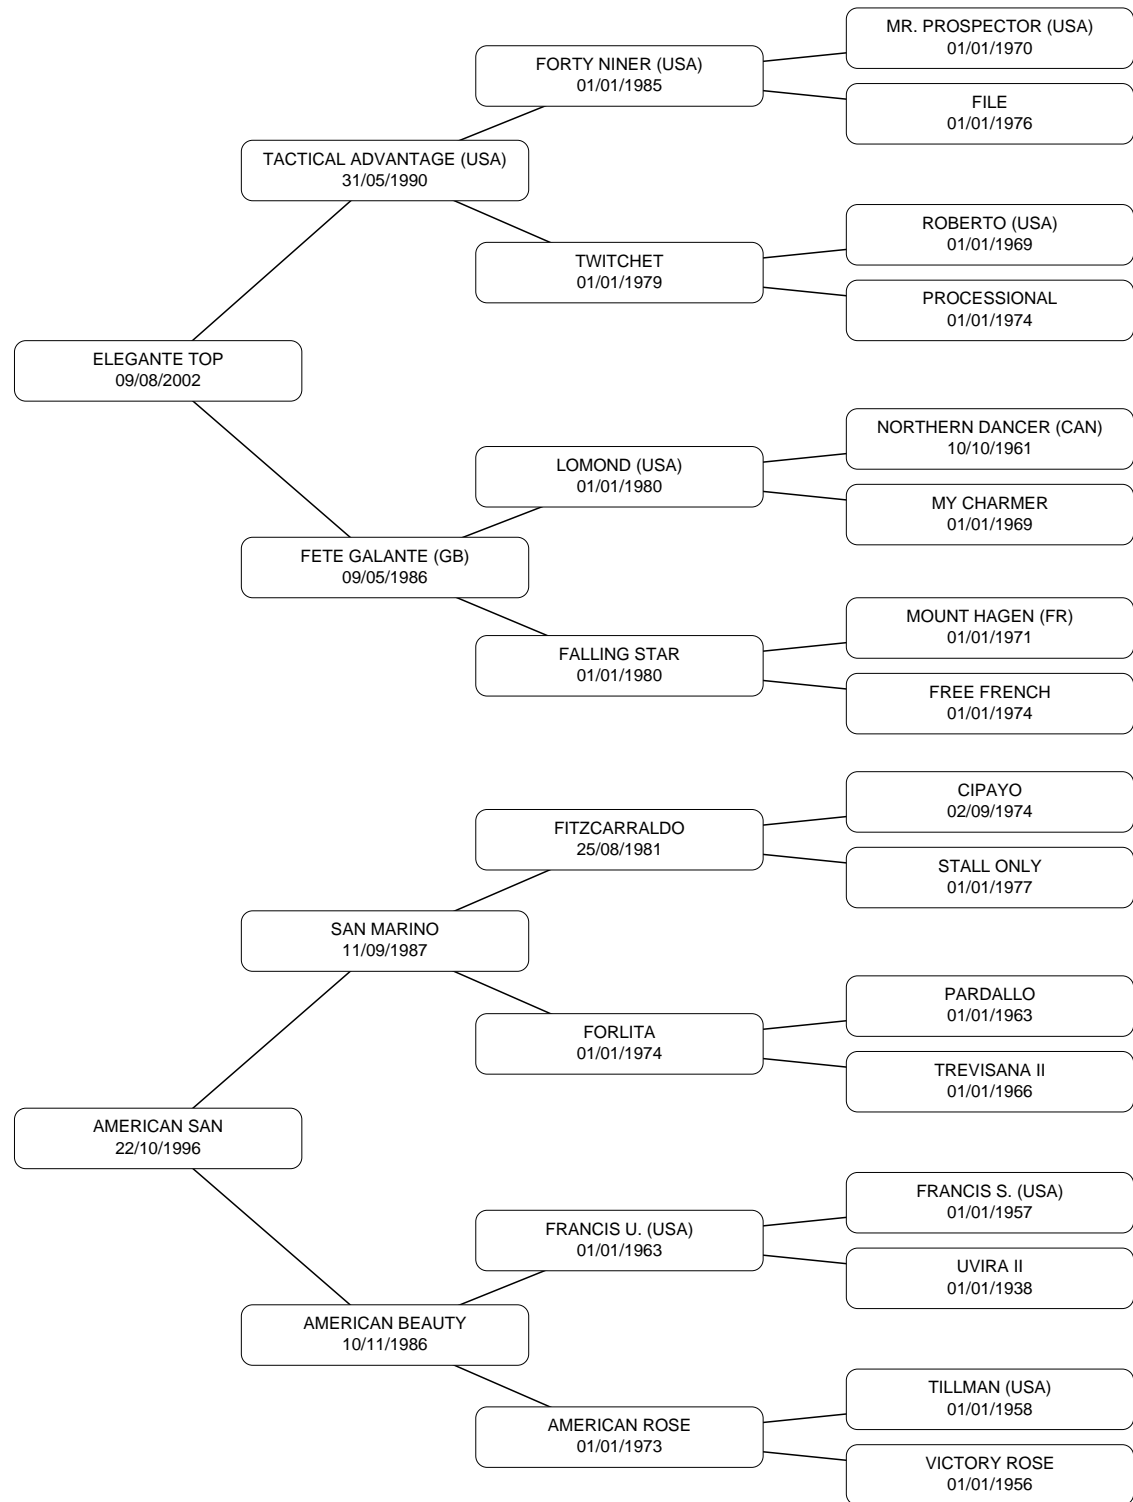 MR. PROSPECTOR (USA)
01/01/1970
FORTY NINER (USA)
01/01/1985
FILE
01/01/1976
TACTICAL ADVANTAGE (USA)
31/05/1990
ROBERTO (USA)
01/01/1969
TWITCHET
01/01/1979
PROCESSIONAL
01/01/1974
ELEGANTE TOP
09/08/2002
NORTHERN DANCER (CAN)
10/10/1961
LOMOND (USA)
01/01/1980
MY CHARMER
01/01/1969
FETE GALANTE (GB)
09/05/1986
MOUNT HAGEN (FR)
01/01/1971
FALLING STAR
01/01/1980
FREE FRENCH
01/01/1974
CIPAYO
02/09/1974
FITZCARRALDO
25/08/1981
STALL ONLY
01/01/1977
SAN MARINO
11/09/1987
PARDALLO
01/01/1963
FORLITA
01/01/1974
TREVISANA II
01/01/1966
AMERICAN SAN
22/10/1996
FRANCIS S. (USA)
01/01/1957
FRANCIS U. (USA)
01/01/1963
UVIRA II
01/01/1938
AMERICAN BEAUTY
10/11/1986
TILLMAN (USA)
01/01/1958
AMERICAN ROSE
01/01/1973
VICTORY ROSE
01/01/1956